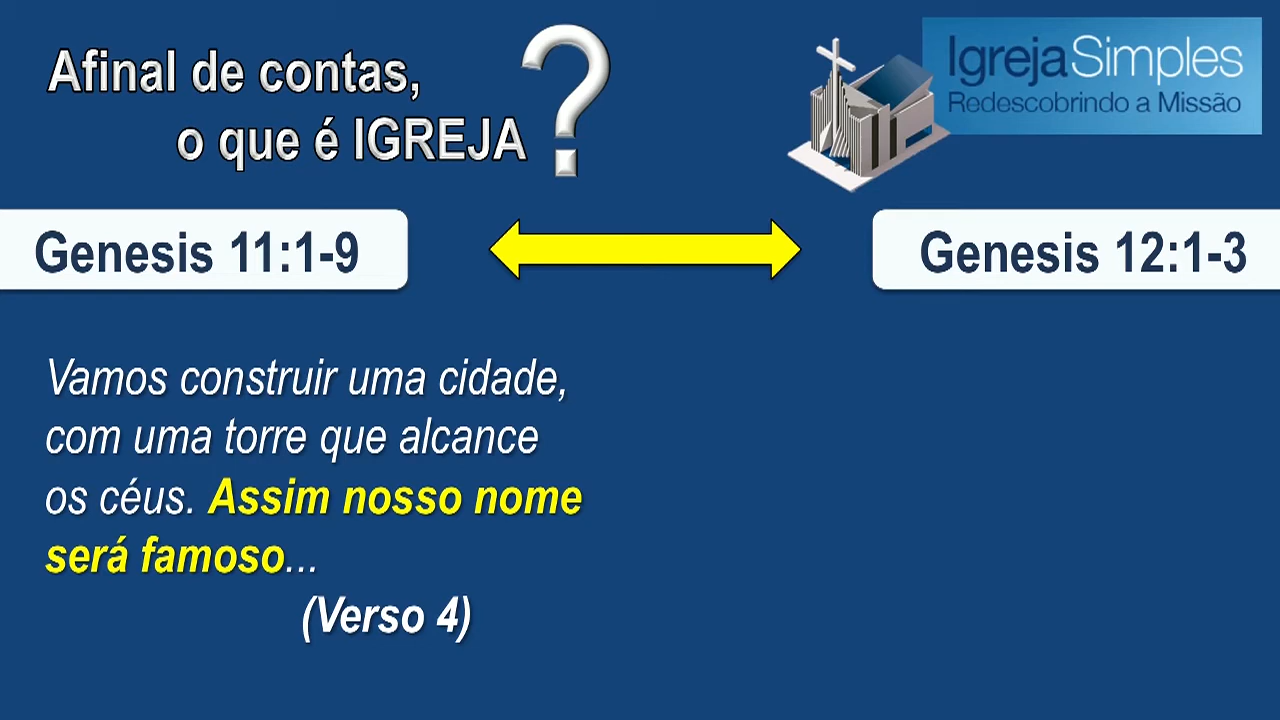 Afinal de contas,
o que é IGREJA
?
IgrejaSimples
Redescobrindo a Missão
Genesis 11:1-9
Genesis 12:1-3
Vamos construir uma cidade,
com uma torre que alcance
os céus. Assim nosso nome
será famoso...
(Verso 4)